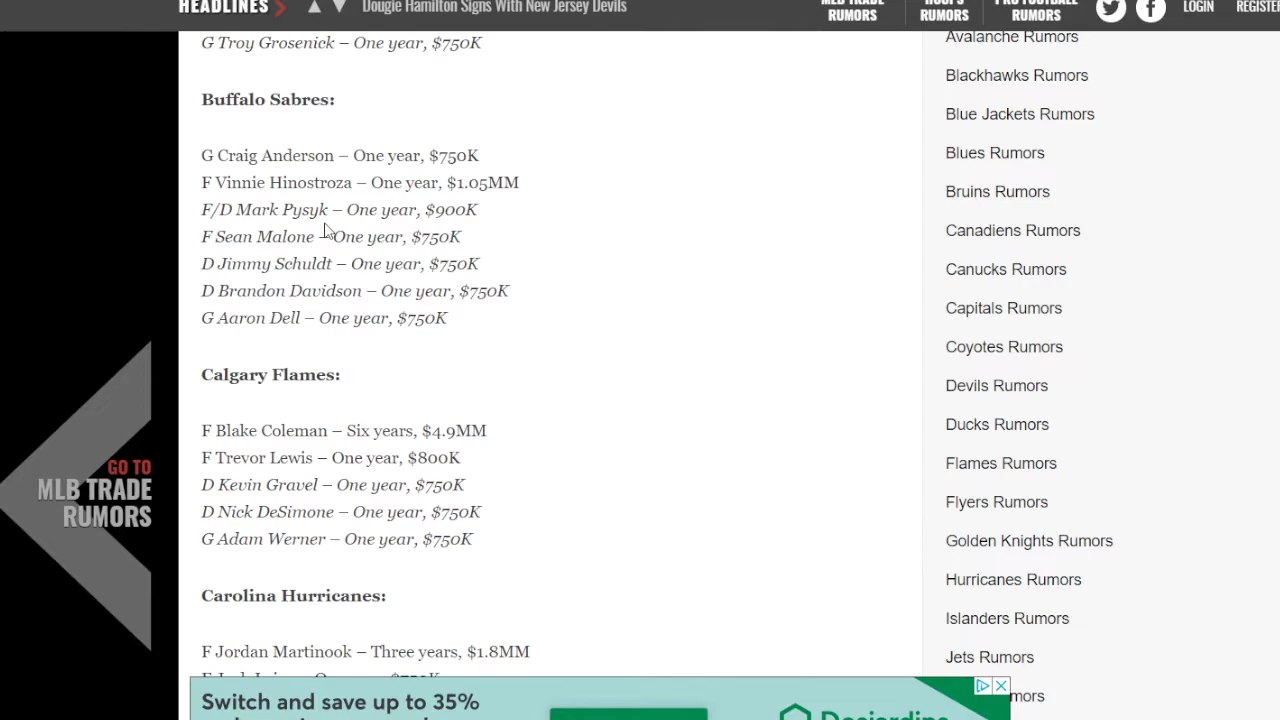 HEADLINES Dougie Hamilton Signs With New Jersey Devils
MLB TRADE
RUMORS
RUMORS
PRO FOOTBALL
RUMORS
LOGIN
REGISTER
G Troy Grosenick – One year, $750K
Buffalo Sabres:
G Craig Anderson – One year, $750K
F Vinnie Hinostroza – One year, $1.05MM
F/D Mark Pysyk – One year, $900K
F Sean Malone – One year, $750K
D Jimmy Schuldt – One year, $750K
D Brandon Davidson – One year, $750K
G Aaron Dell – One year, $750K
Calgary Flames:
F Blake Coleman – Six years, $4.9MM
F Trevor Lewis – One year, $800K
D Kevin Gravel – One year, $750K
D Nick DeSimone – One year, $750K
G Adam Werner – One year, $750K
Carolina Hurricanes:
F Jordan Martinook – Three years, $1.8MM
Avalanche Rumors
Blackhawks Rumors
Blue Jackets Rumors
Blues Rumors
Bruins Rumors
Canadiens Rumors
Canucks Rumors
Capitals Rumors
Coyotes Rumors
Devils Rumors
Ducks Rumors
Flames Rumors
Flyers Rumors
Golden Knights Rumors
Hurricanes Rumors
Islanders Rumors
Jets Rumors
GO TO
MLB TRADE
RUMORS
Switch and save up to 35%
Desjardins